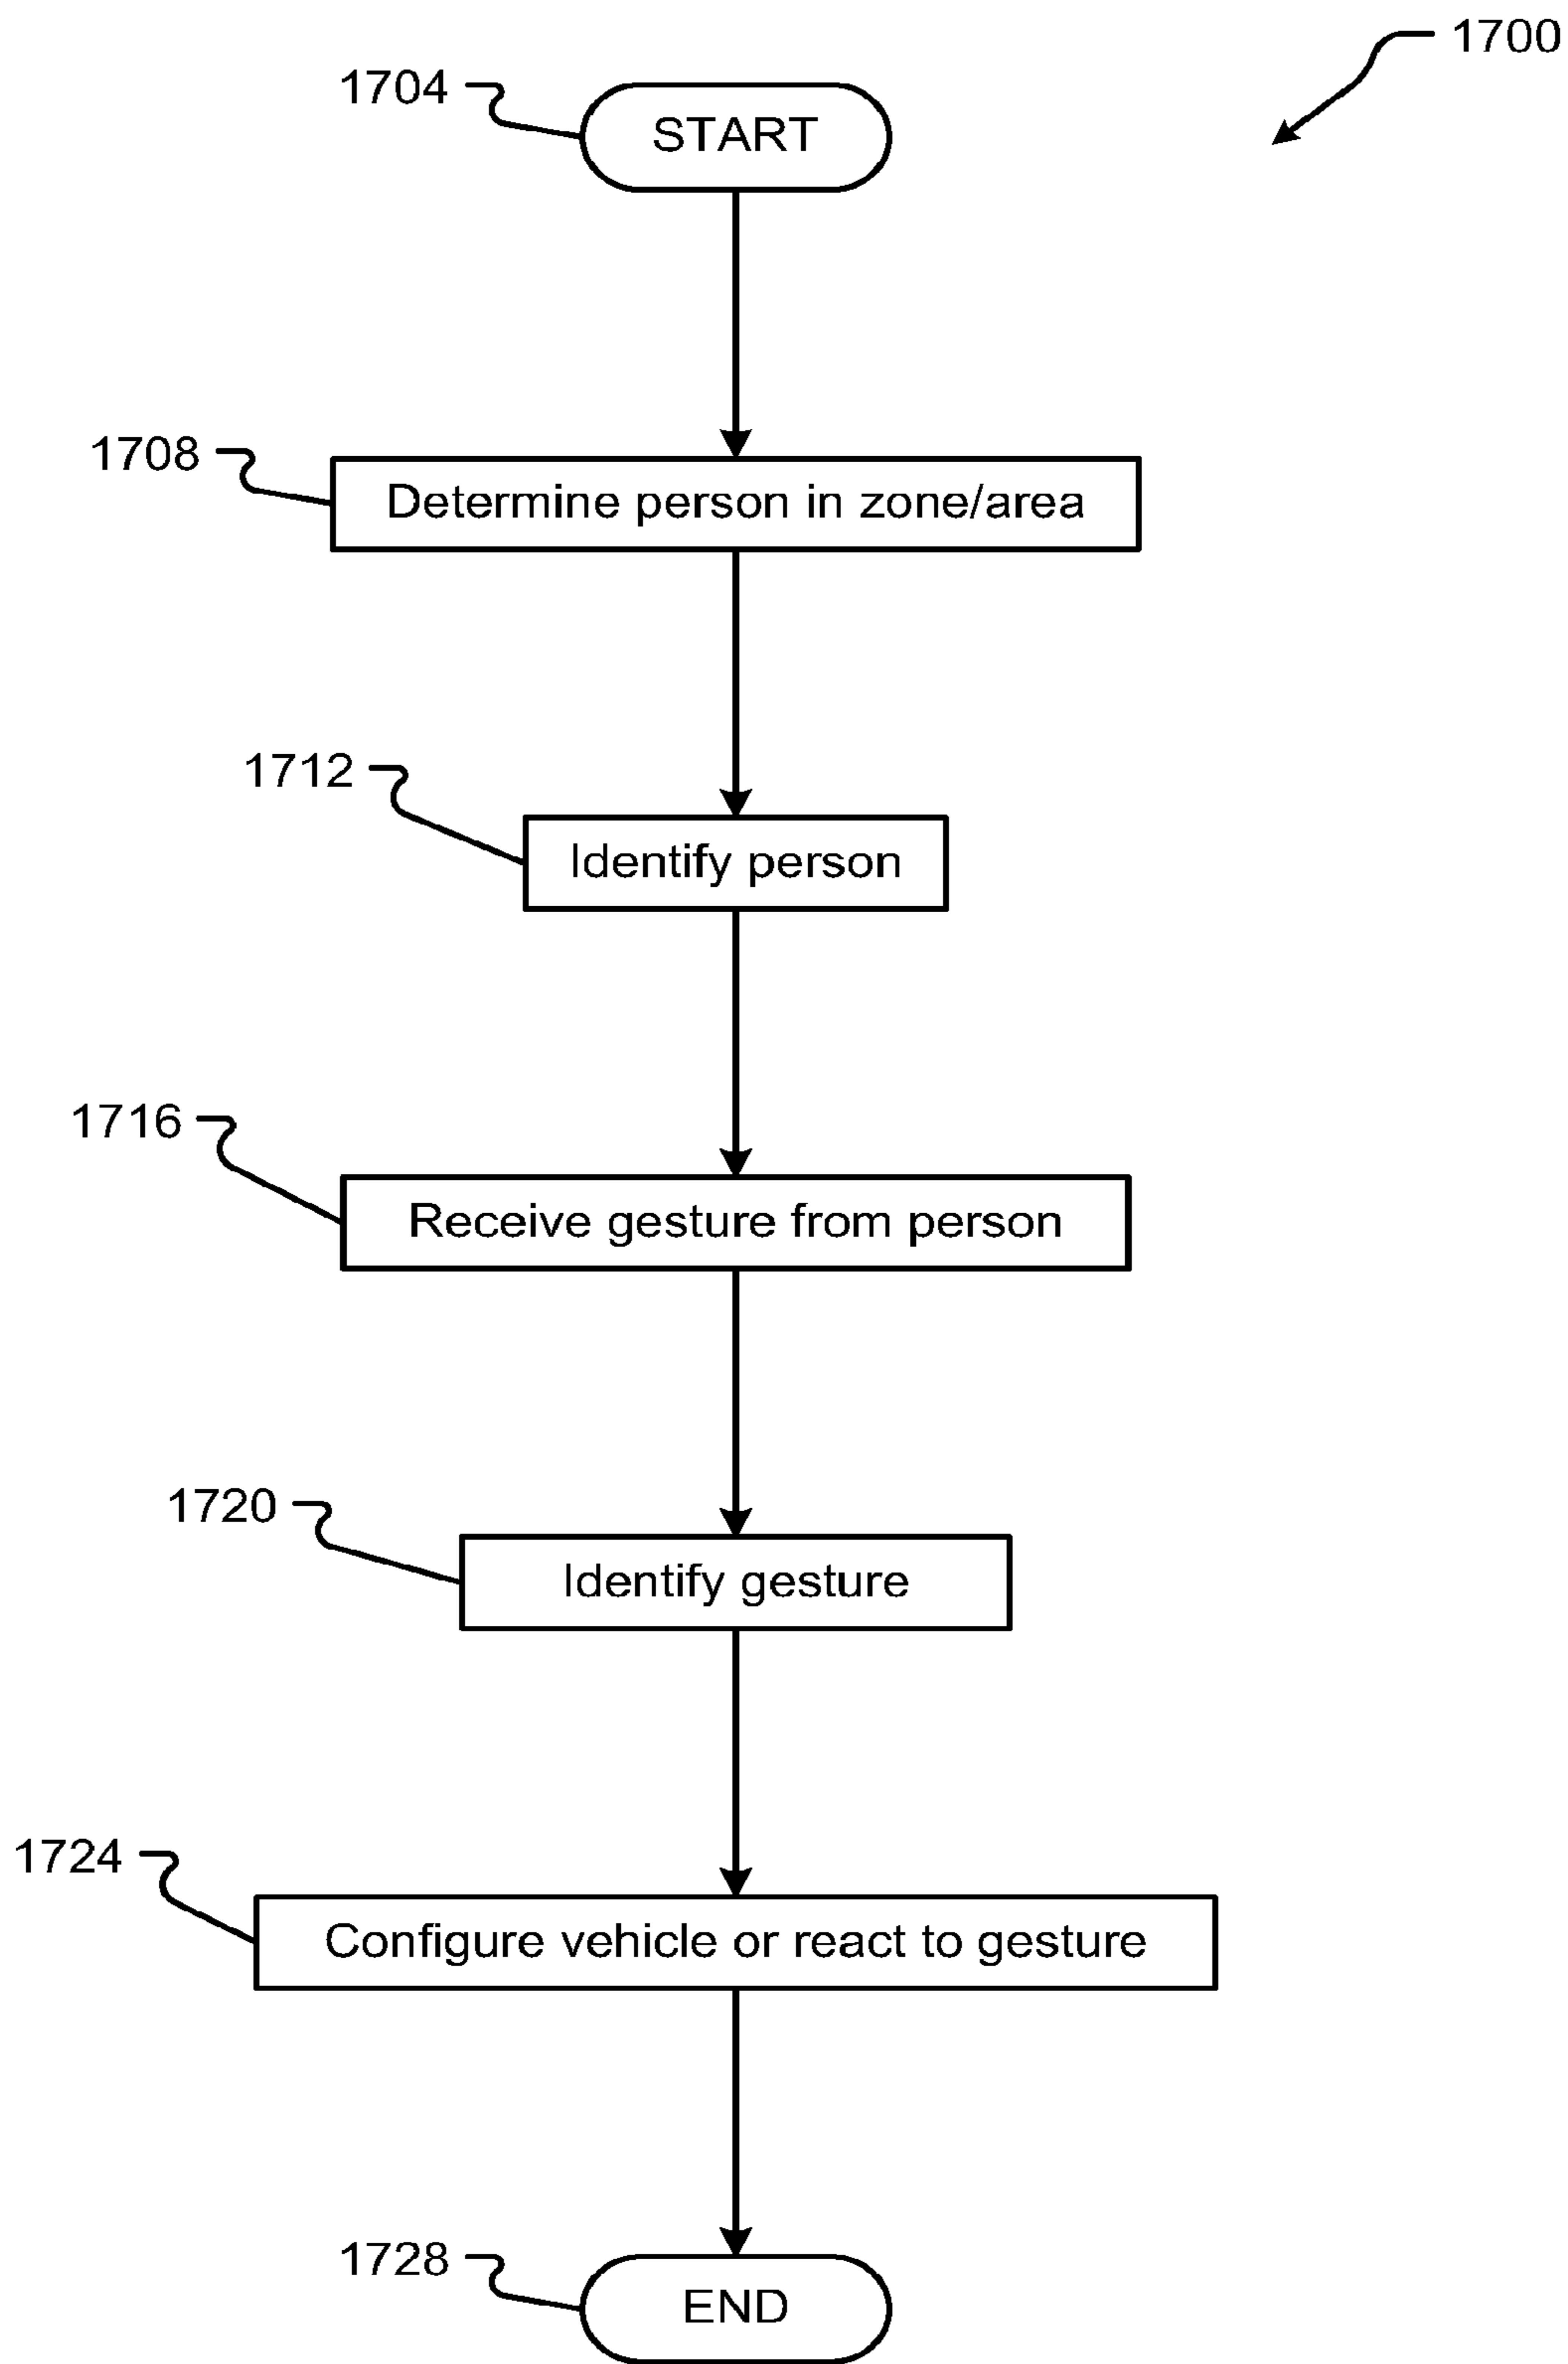 1700
1704
START
1708
Determine person in zone/area
1712
Identify person
1716
Receive gesture from person
1720
Identify gesture
1724
Configure vehicle or react to gesture
1728
END